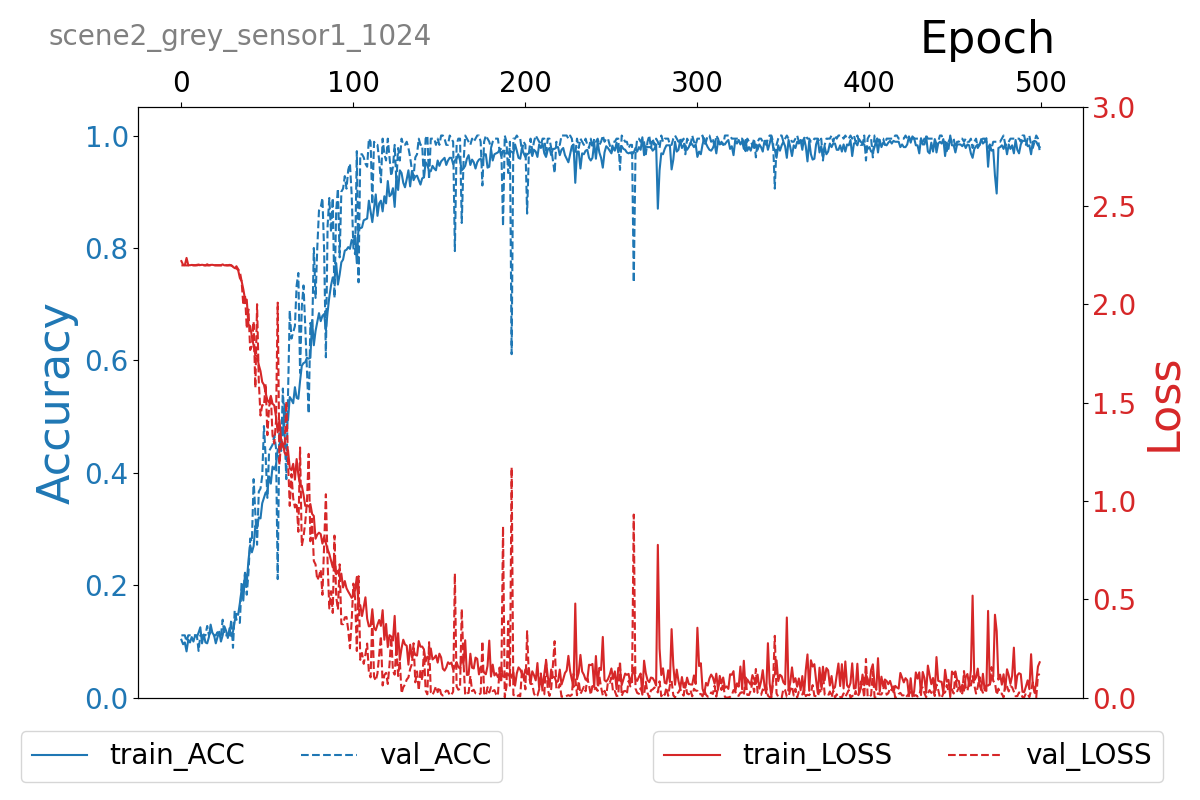 scene2_grey_sensor1_1024
Epoch
0 100 200 300 400 500
1.0
0.8
0.6
0.4
0.2
0.0
Accuracy
3.0
2.5
2.0
1.5
1.0
0.5
0.0
Loss
train_ACC val_ACC
train_LOSS val_LOSS